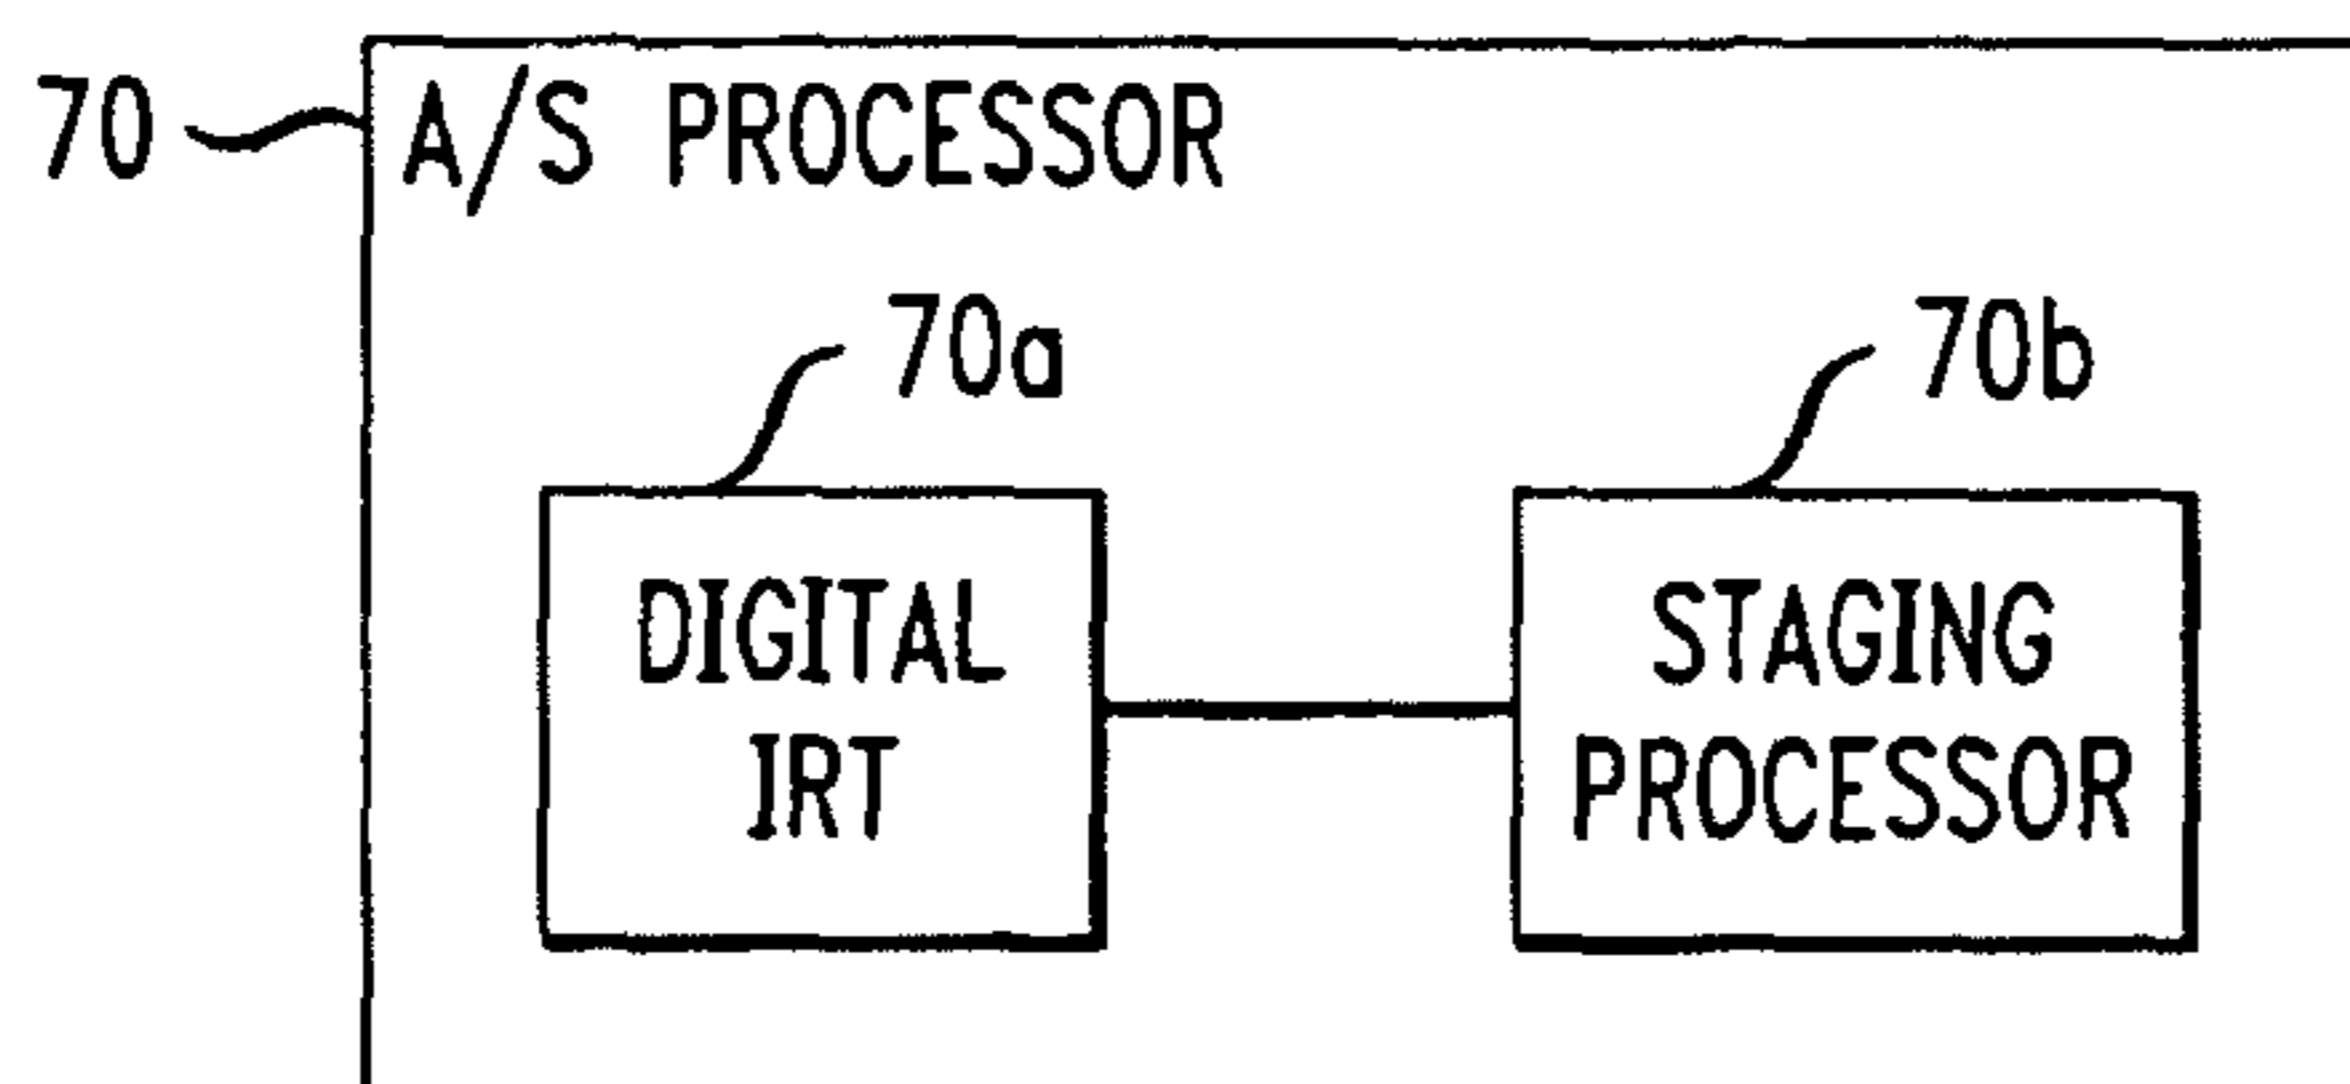 70
A/S PROCESSOR
70a
70b
DIGITAL
IRT
STAGING
PROCESSOR